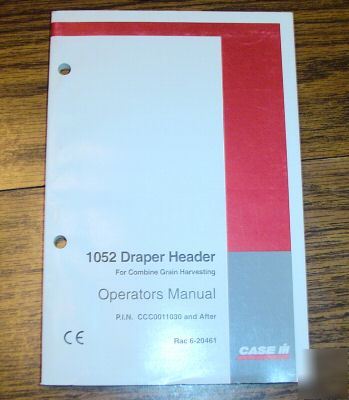 1052 Draper Header
For Combine Grain Harvesting
Operators Manual
P.I.N. CCC0011030 and After
CE
Rac 6-20461
CASE IH